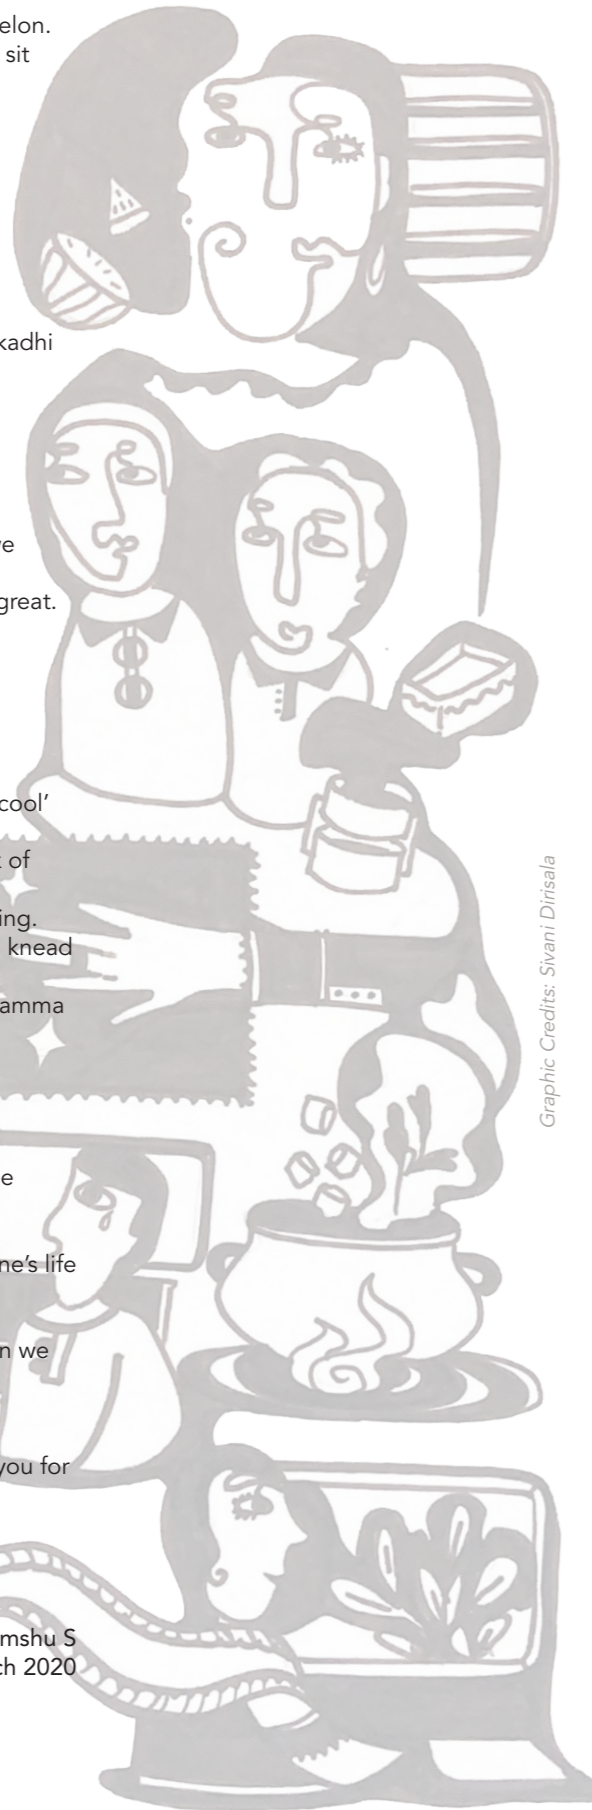 elon.
sit
kadhi
re
great.
cool’
t of
ing.
knead
amma
e
ne’s life
n we
you for
mshu S
ch 2020
Graphic Credits: Sivani Dirisala